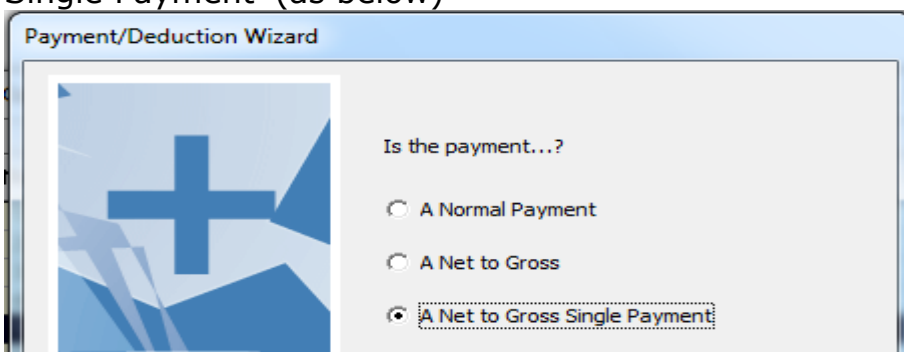 Single Payment' (as below)
Payment/Deduction Wizard
Is the payment...?
A Normal Payment
A Net to Gross
A Net to Gross Single Payment